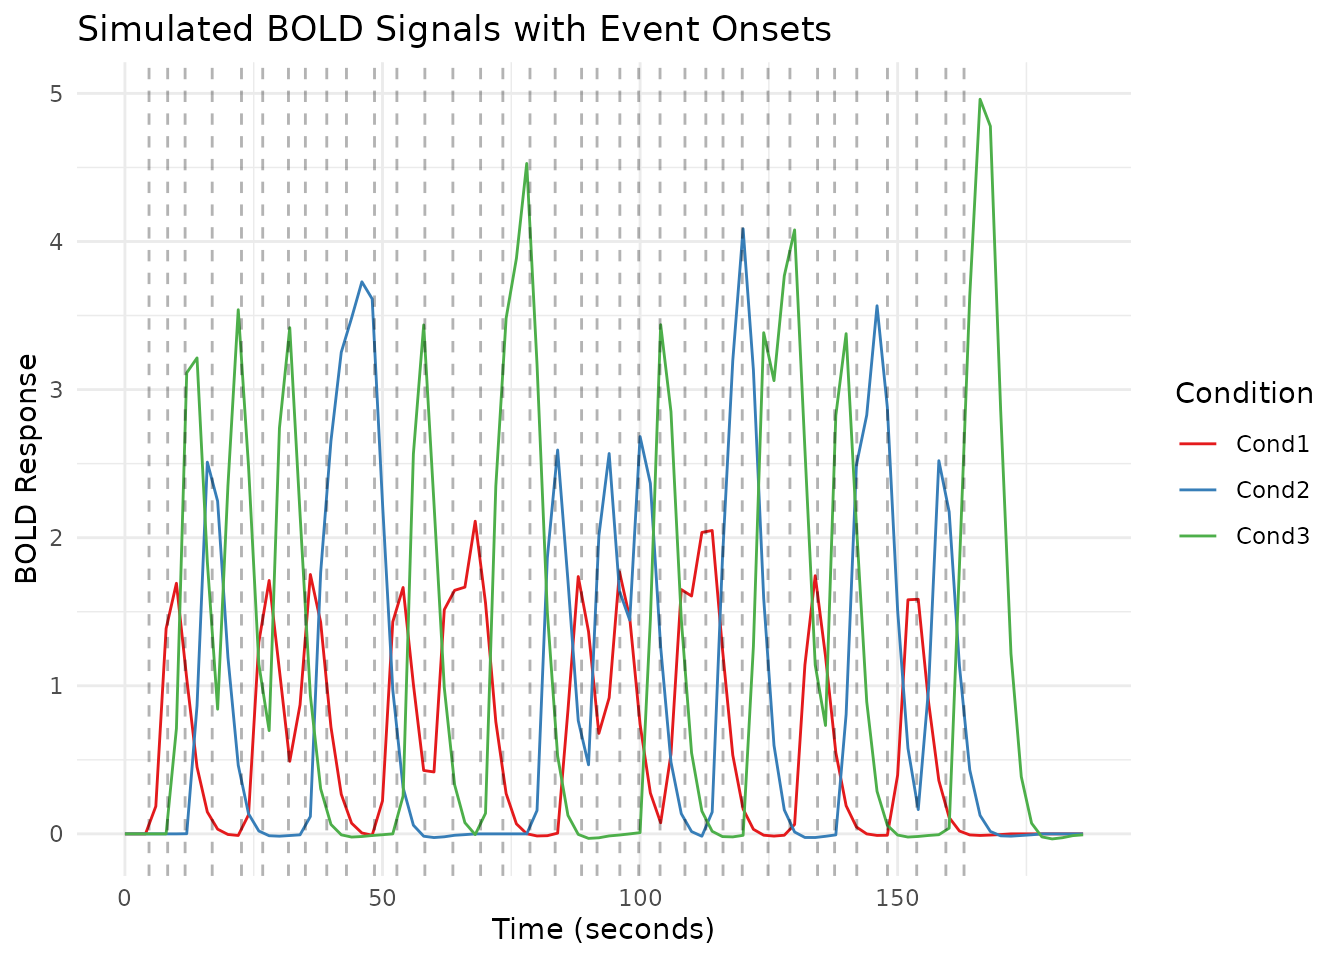 Simulated BOLD Signals with Event Onsets
BOLD Response
5
4
3
2
1
0
0
50
100
150
Time (seconds)
Condition
Cond1
Cond2
Cond3